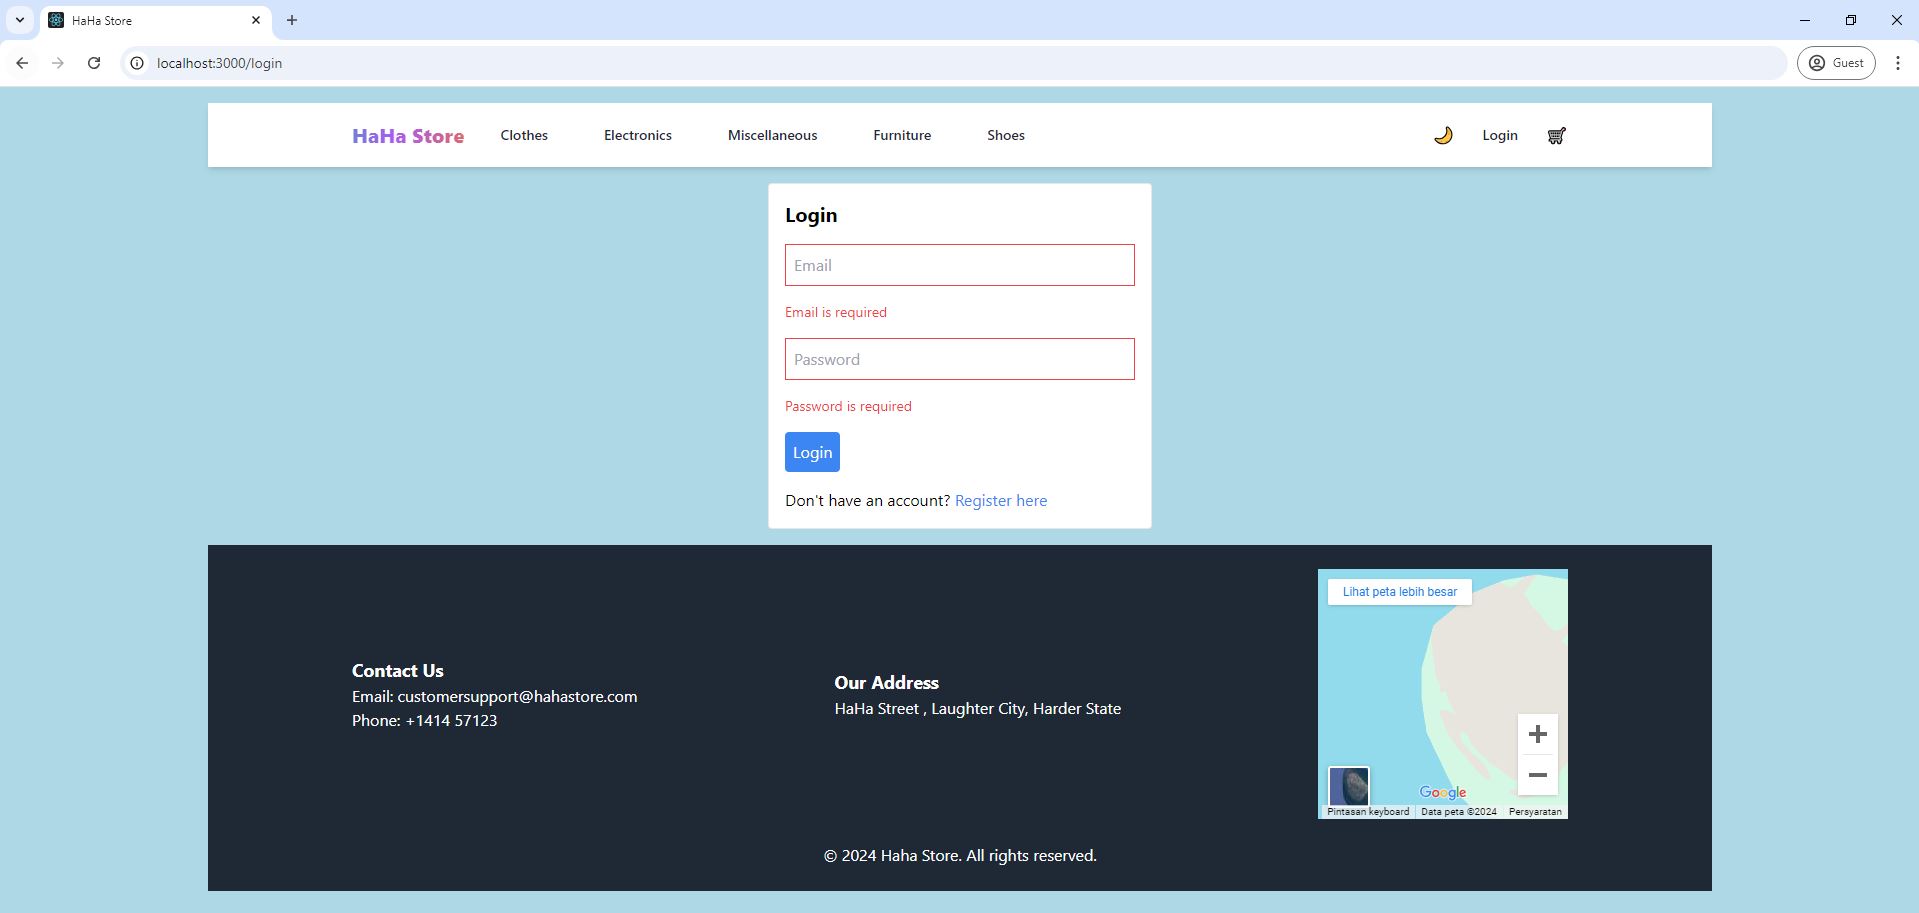 HaHa Store
localhost:3000/login
Guest
HaHa Store Clothes Electronics Miscellaneous Furniture Shoes Login
Login
Email
Email is required
Password
Password is required
Login
Don't have an account? Register here
Contact Us
Email: customersupport@hahastore.com
Phone: +1414 57123
Our Address
HaHa Street , Laughter City, Harder State
Lihat peta lebih besar
Google
Pintasan keyboard Data peta ©2024 Persyaratan
© 2024 Haha Store. All rights reserved.